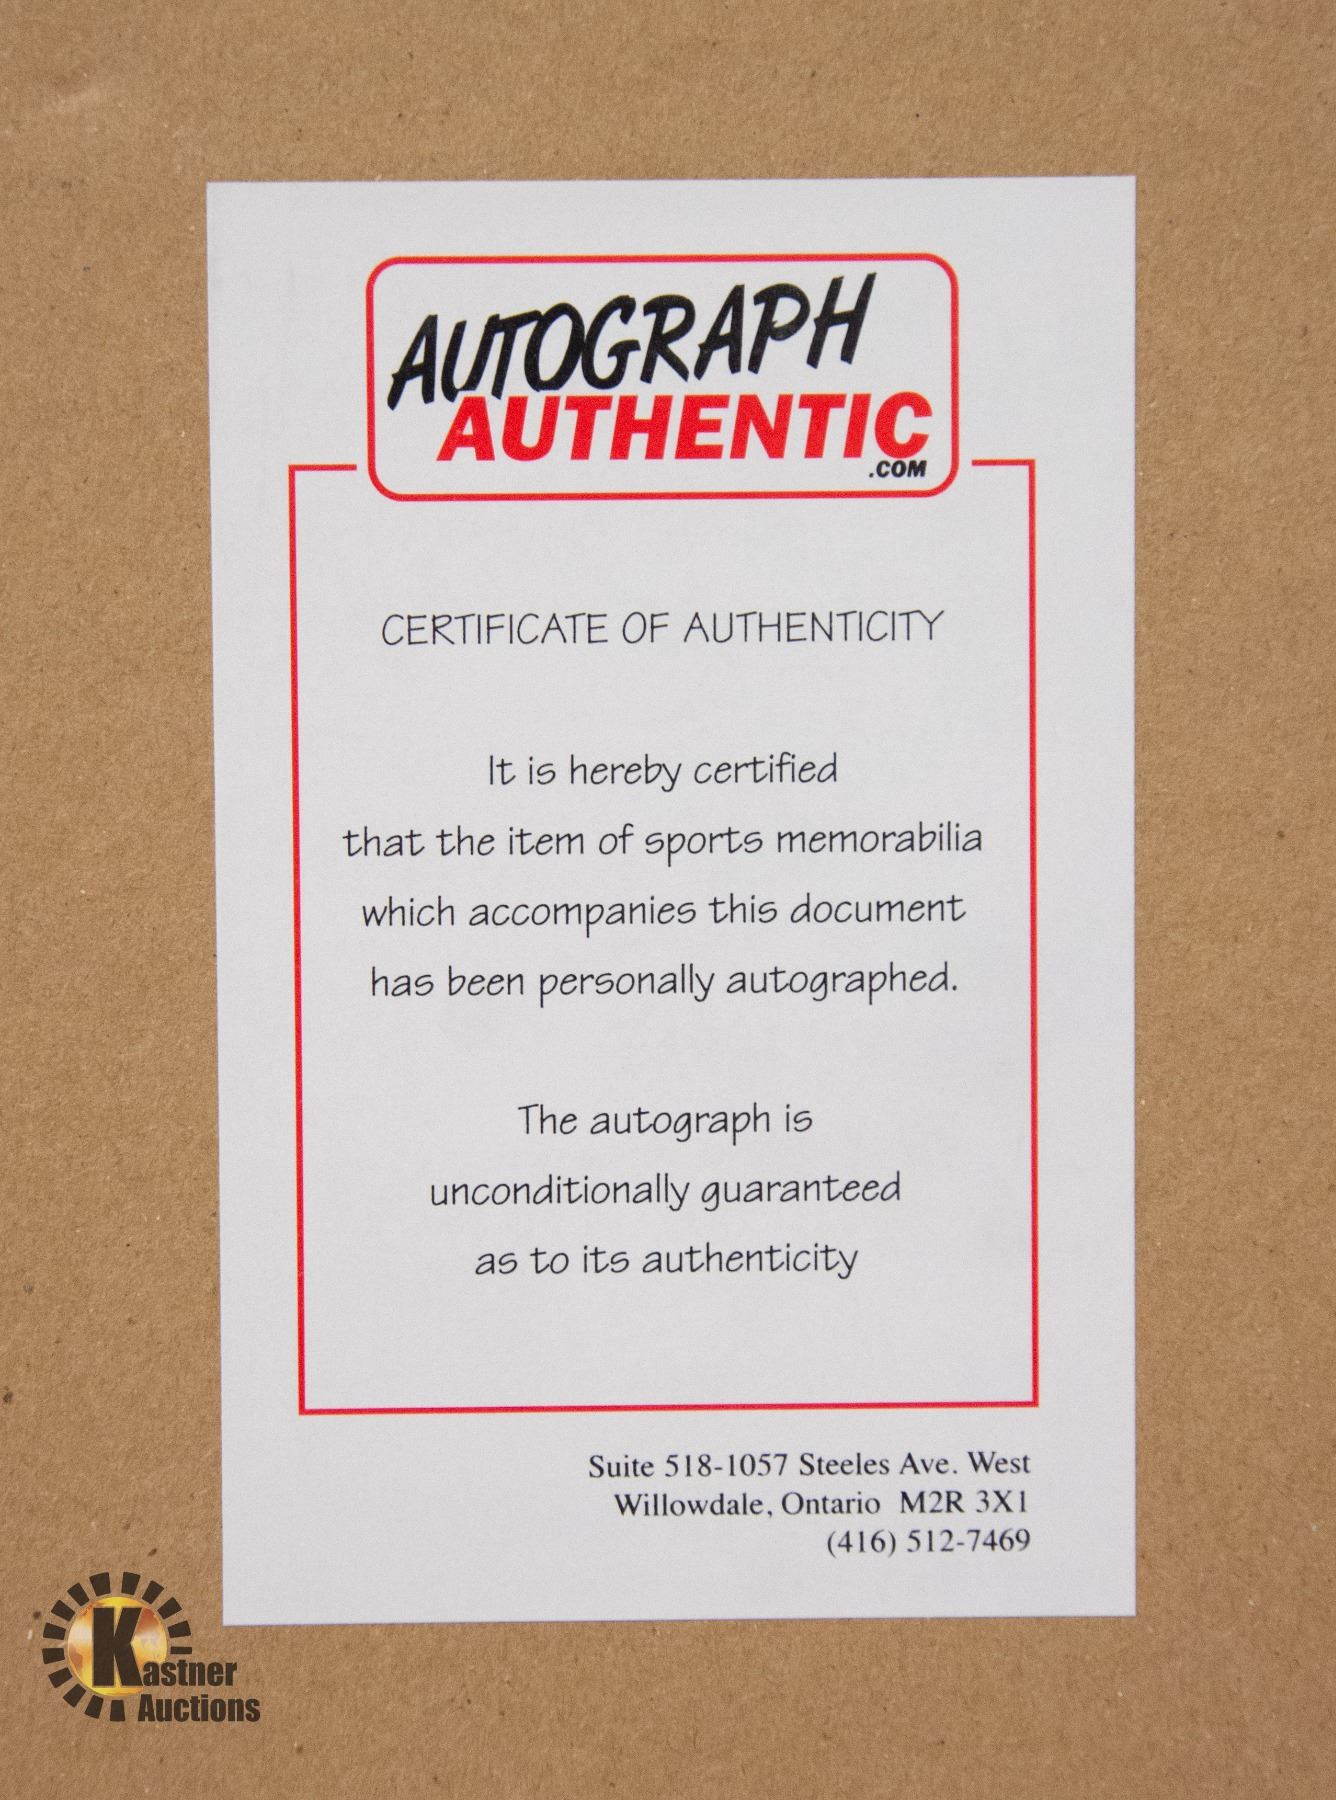 AUTOGRAPH
AUTHENTIC
.COM
CERTIFICATE OF AUTHENTICITY
It is hereby certified
that the item of sports memorabilia
which accompanies this document
has been personally autographed.
The autograph is
unconditionally guaranteed
as to its authenticity
Suite 518-1057 Steeles Ave. West
Willowdale, Ontario M2R 3X1
(416) 512-7469
Kastner
Auctions